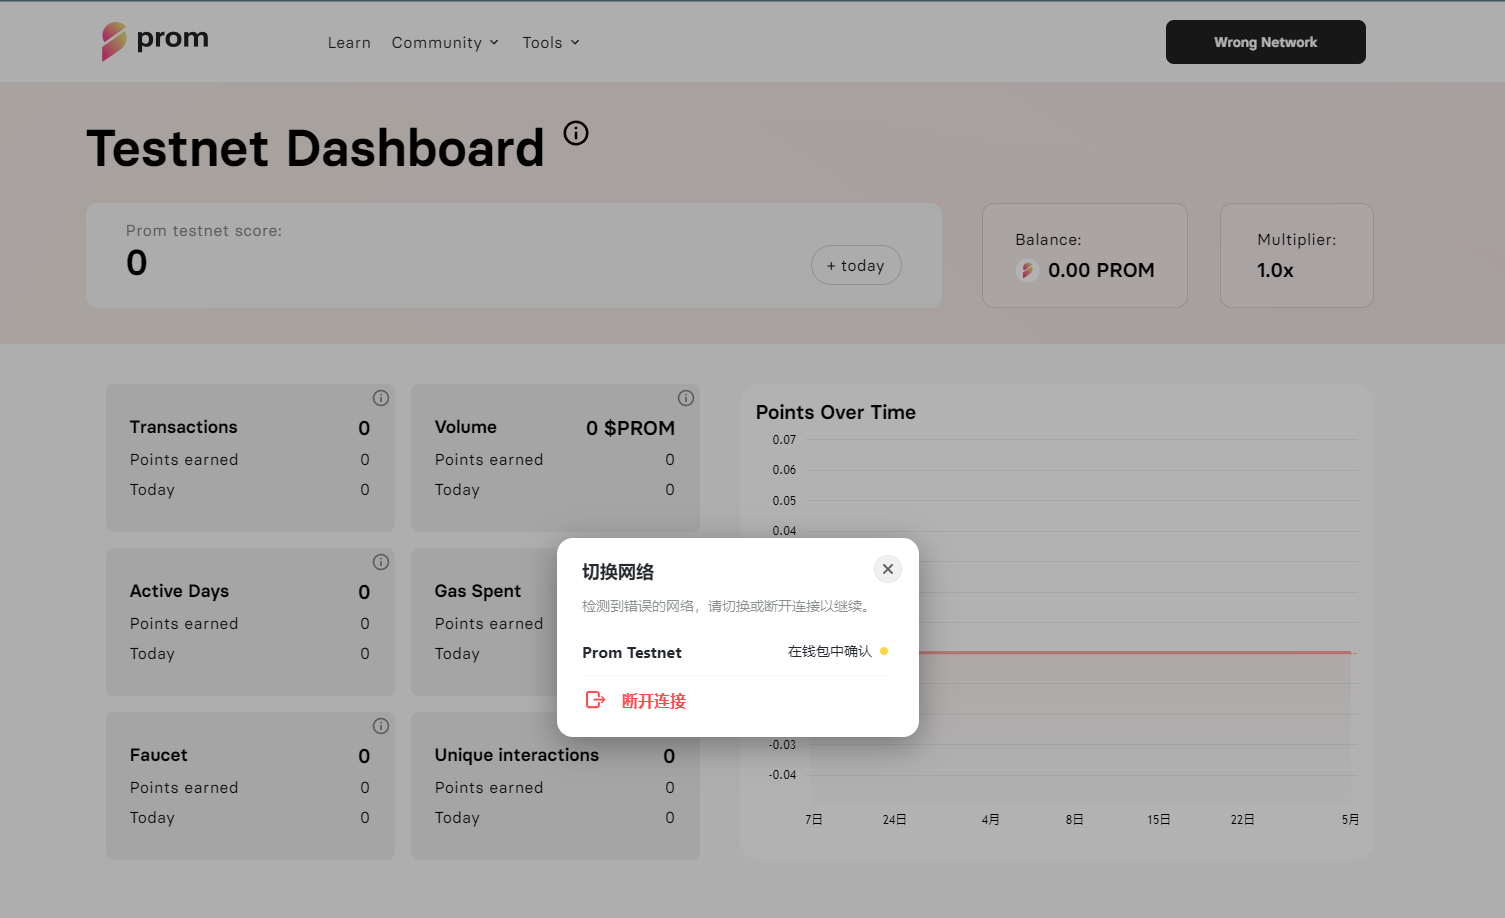 prom
Learn
Community
Tools
Wrong Network
Testnet Dashboard
Prom testnet score:
0
+ today
Balance:
0.00 PROM
Multiplier:
1.0x
Transactions 0
Points earned 0
Today 0
Volume 0 $PROM
Points earned 0
Today 0
Active Days 0
Points earned 0
Today 0
Gas Spent
Points earned
Today
Faucet 0
Points earned 0
Today 0
Unique interactions 0
Points earned 0
Today 0
Points Over Time
0.07
0.06
0.05
0.04
-0.03
-0.04
7日 24日 4月 8日 15日 22日 5月
切换网络
检测到错误的网络，请切换或断开连接以继续。
Prom Testnet 在钱包中确认
断开连接